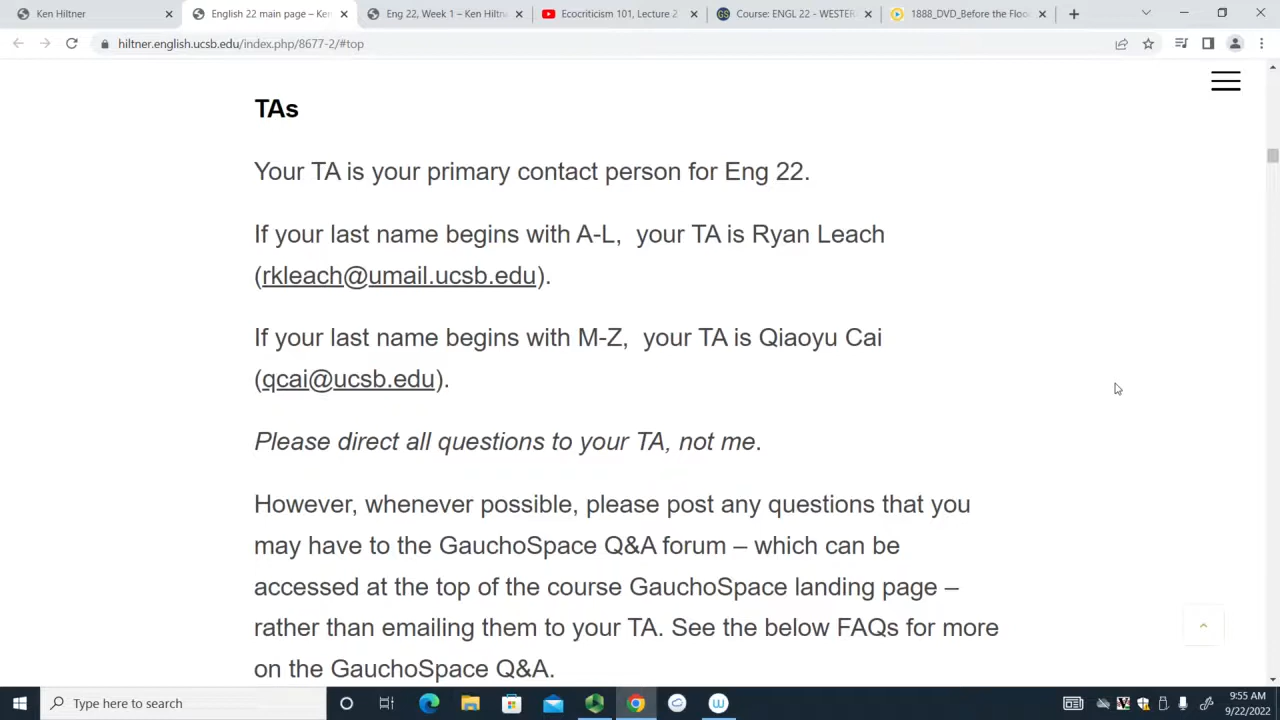 Ken Hiltner
English 22 main page – Ken
Eng 22, Week 1 – Ken Hiltne
Ecocriticism 101, Lecture 2
Course: ENGL 22 - WESTER
1888_DVD_Before the Flood
hiltner.english.ucsb.edu/index.php/8677-2/#top
TAs
Your TA is your primary contact person for Eng 22.
If your last name begins with A-L,  your TA is Ryan Leach
(rkleach@umail.ucsb.edu).
If your last name begins with M-Z,  your TA is Qiaoyu Cai
(qcai@ucsb.edu).
Please direct all questions to your TA, not me.
However, whenever possible, please post any questions that you
may have to the GauchoSpace Q&A forum – which can be
accessed at the top of the course GauchoSpace landing page –
rather than emailing them to your TA. See the below FAQs for more
on the GauchoSpace Q&A.
Type here to search
9:55 AM
9/22/2022